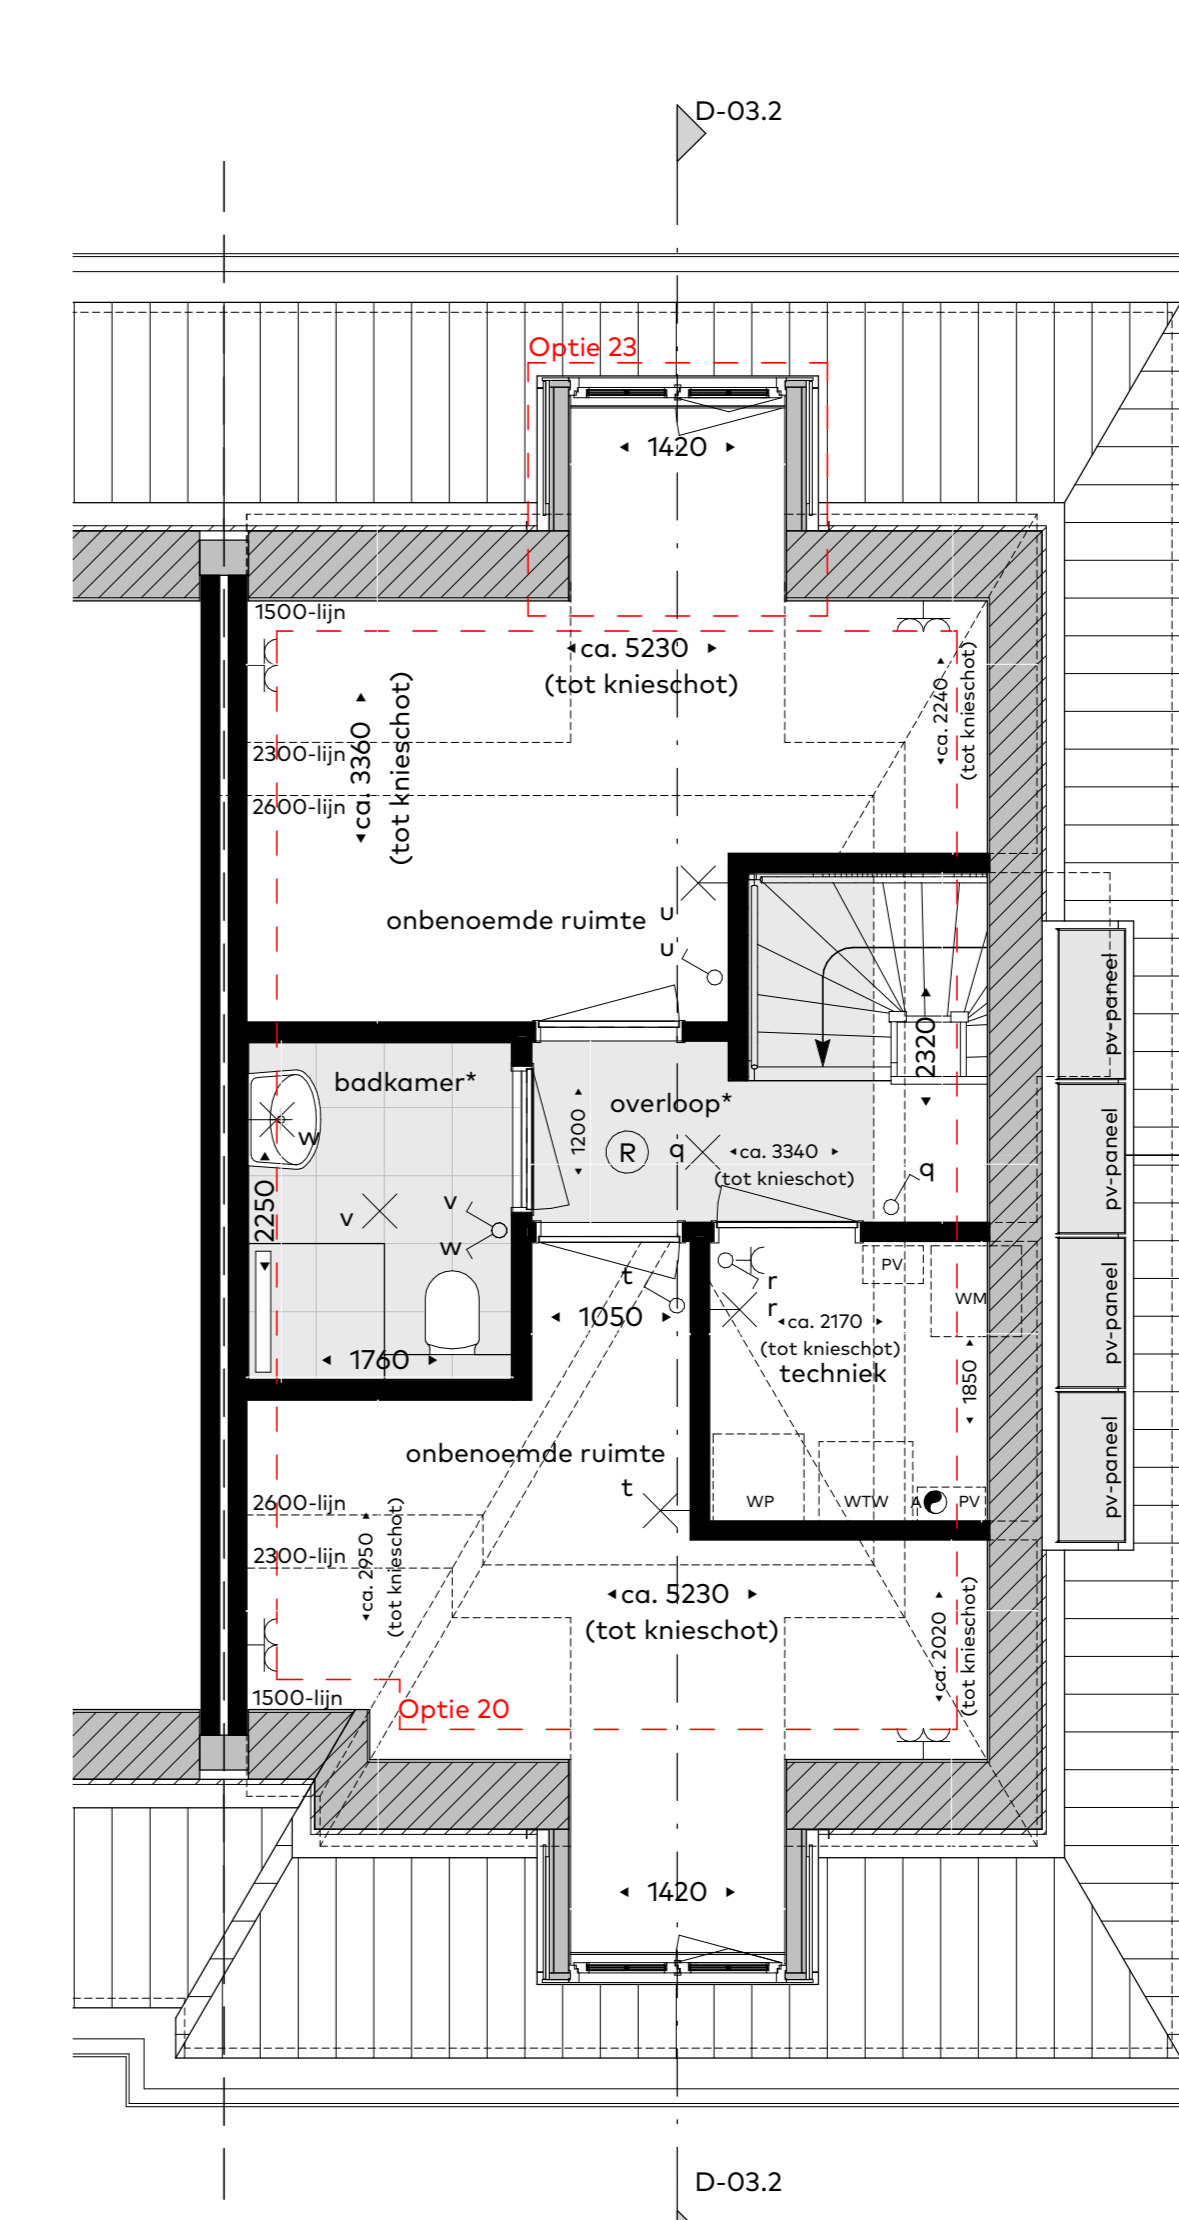 D-03.2
Optie 23
1420
1500-lijn
ca. 5230
(tot knieschot)
ca. 2240
(tot knieschot)
2300-lijn
ca. 3360
(tot knieschot)
2600-lijn
onbenoemde ruimte
u
u
pv-paneel
2320
badkamer*
w
overloop*
1200
R
q
ca. 3340
(tot knieschot)
q
pv-paneel
2250
v
v
w
t
1050
r
r
PV
WM
ca. 2170
(tot knieschot)
techniek
pv-paneel
1760
1850
onbenoemde ruimte
t
WP
WTW
A
PV
pv-paneel
2600-lijn
2300-lijn
ca. 2950
(tot knieschot)
ca. 5230
(tot knieschot)
ca. 2020
(tot knieschot)
1500-lijn
Optie 20
1420
D-03.2